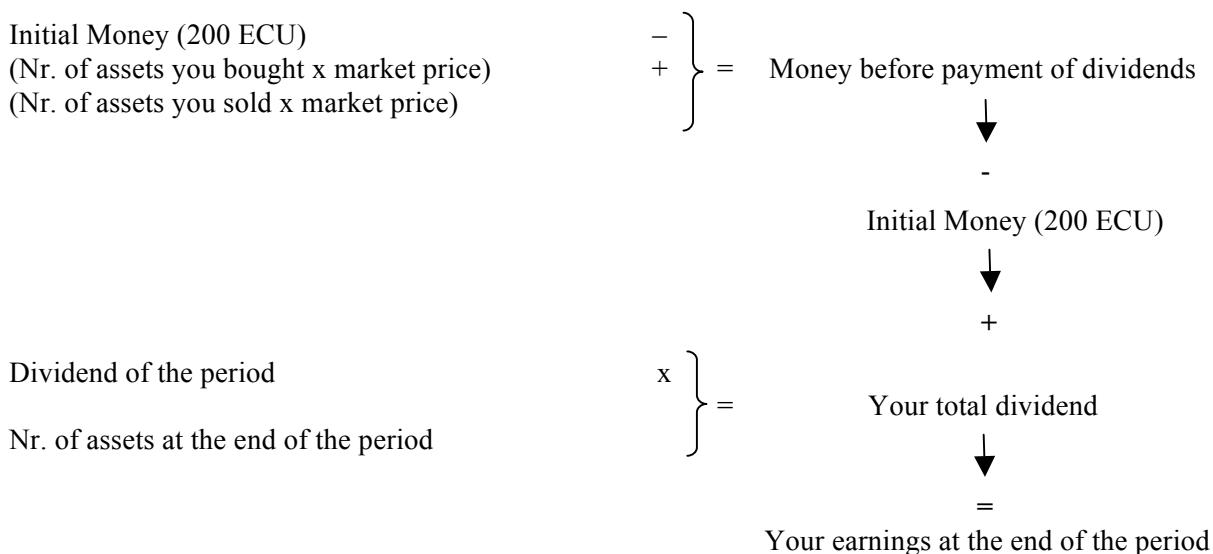 Initial Money (200 ECU) –
(Nr. of assets you bought x market price) + = Money before payment of dividends
(Nr. of assets you sold x market price)
-
Initial Money (200 ECU)
+
Dividend of the period x
= Your total dividend
Nr. of assets at the end of the period
=
Your earnings at the end of the period